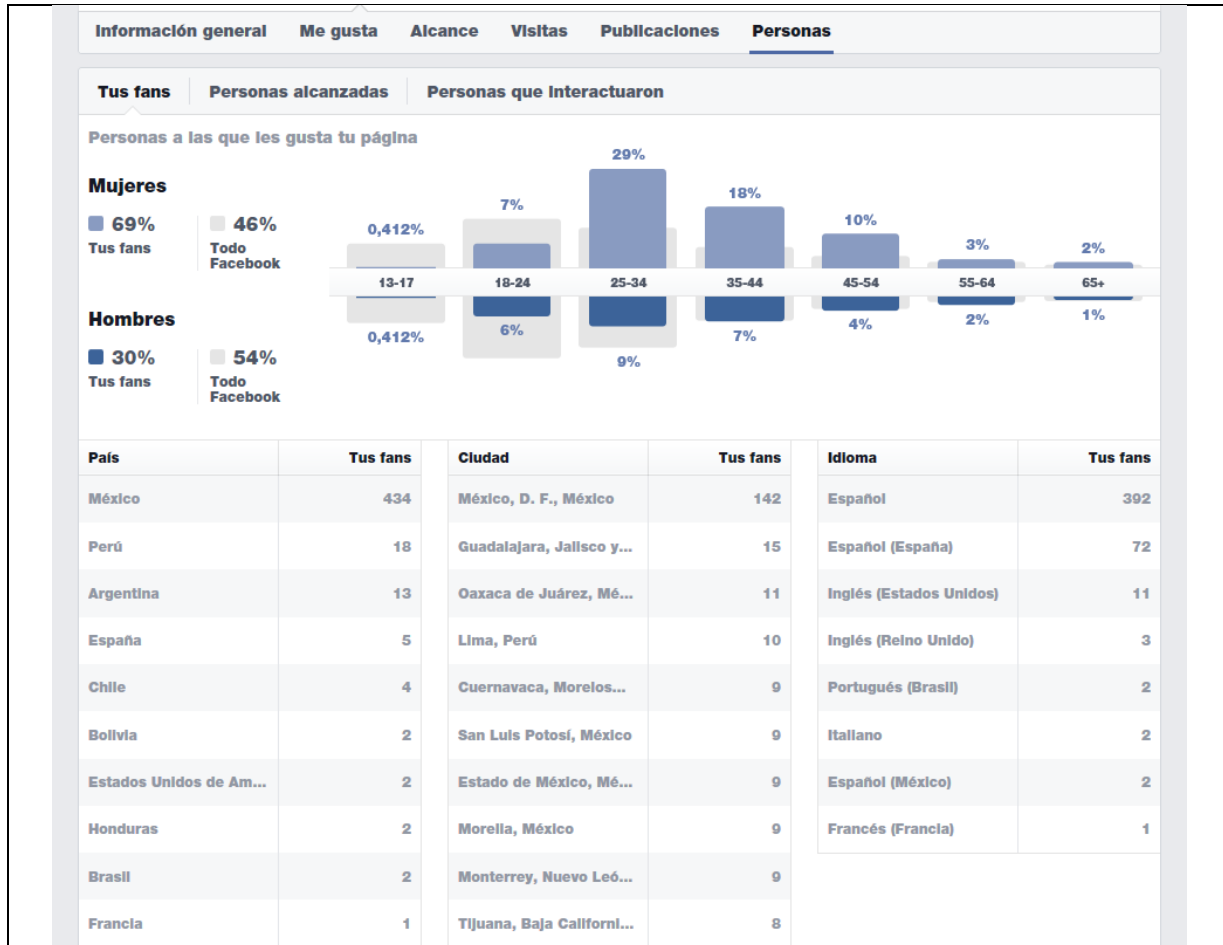 Información general Me gusta Alcance Visitas Publicaciones Personas
Tus fans Personas alcanzadas Personas que interactuaron
Personas a las que les gusta tu página
Mujeres
69% Tus fans
46% Todo Facebook
0,412% 7% 29% 18% 10% 3% 2%
13-17 18-24 25-34 35-44 45-54 55-64 65+
Hombres
30% Tus fans
54% Todo Facebook
0,412% 6% 9% 7% 4% 2% 1%
País Tus fans Ciudad Tus fans Idioma Tus fans
México 434 México, D. F., México 142 Español 392
Perú 18 Guadalajara, Jalisco y... 15 Español (España) 72
Argentina 13 Oaxaca de Juárez, Mé... 11 Inglés (Estados Unidos) 11
España 5 Lima, Perú 10 Inglés (Reino Unido) 3
Chile 4 Cuernavaca, Morelos... 9 Portugués (Brasil) 2
Bolivia 2 San Luis Potosí, México 9 Italiano 2
Estados Unidos de Am... 2 Estado de México, Mé... 9 Español (México) 2
Honduras 2 Morelia, México 9 Francés (Francia) 1
Brasil 2 Monterrey, Nuevo Leó... 9
Francia 1 Tijuana, Baja Californi... 8